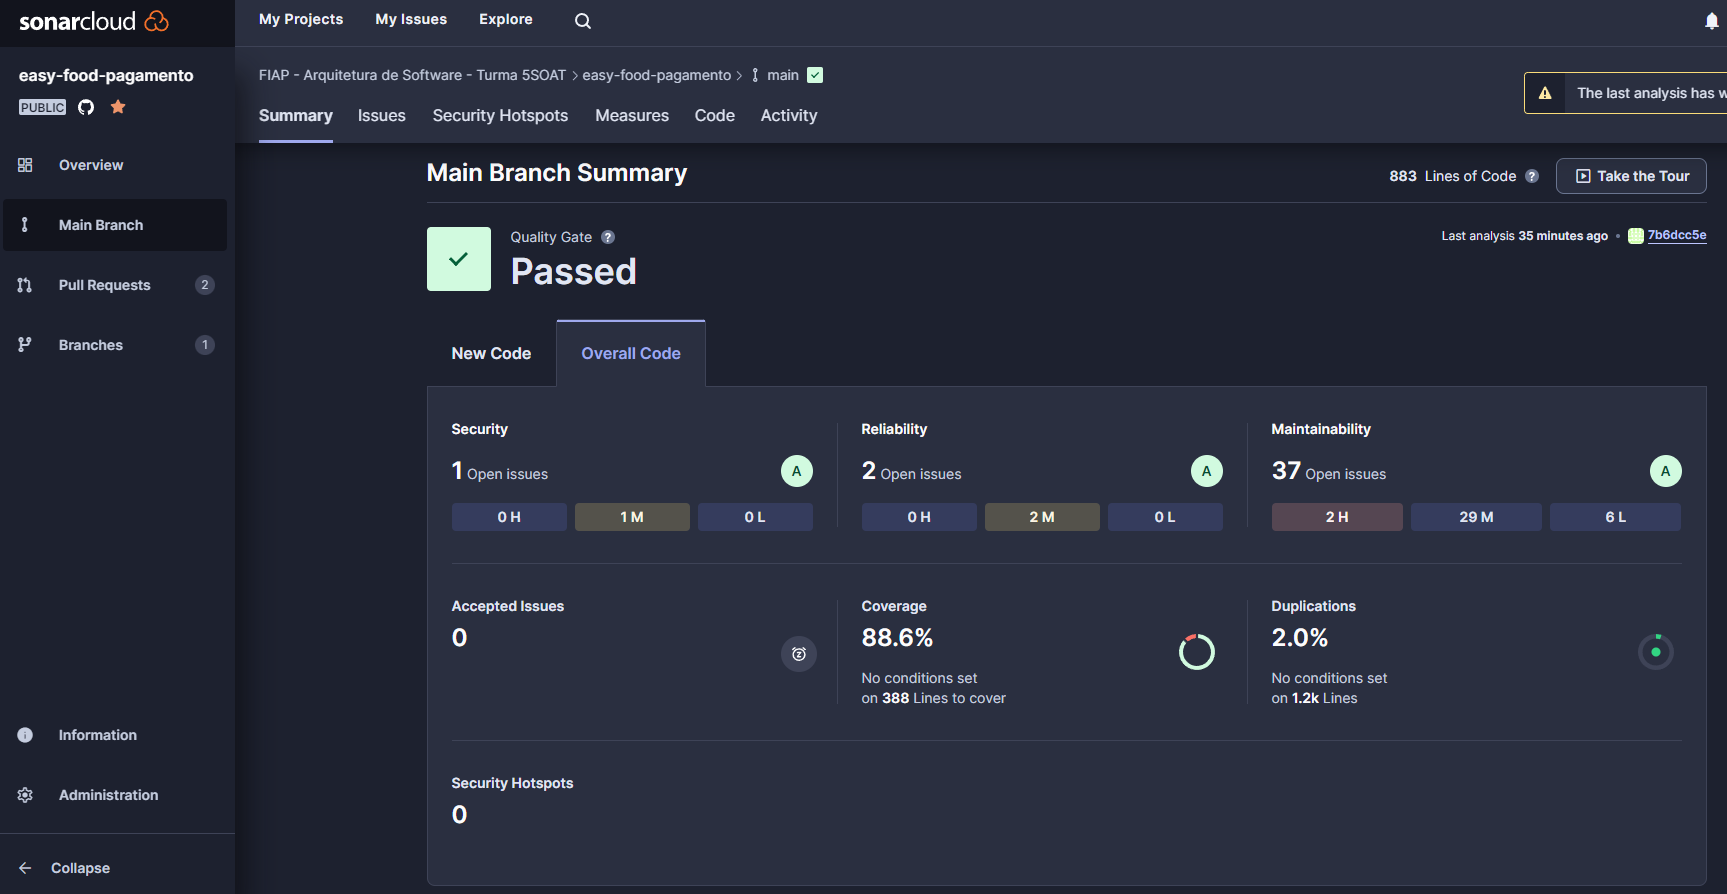 sonarcloud
My Projects My Issues Explore
easy-food-pagamento
PUBLIC
FIAP - Arquitetura de Software - Turma 5SOAT > easy-food-pagamento > main
The last analysis has w
Summary Issues Security Hotspots Measures Code Activity
Overview
Main Branch
Pull Requests 2
Branches 1
Information
Administration
Collapse
Main Branch Summary
883 Lines of Code ? Take the Tour
Quality Gate ?
Passed
Last analysis 35 minutes ago • 7b6dcc5e
New Code Overall Code
Security
1 Open issues A
0 H 1 M 0 L
Reliability
2 Open issues A
0 H 2 M 0 L
Maintainability
37 Open issues A
2 H 29 M 6 L
Accepted Issues
0
Coverage
88.6%
No conditions set
on 388 Lines to cover
Duplications
2.0%
No conditions set
on 1.2k Lines
Security Hotspots
0